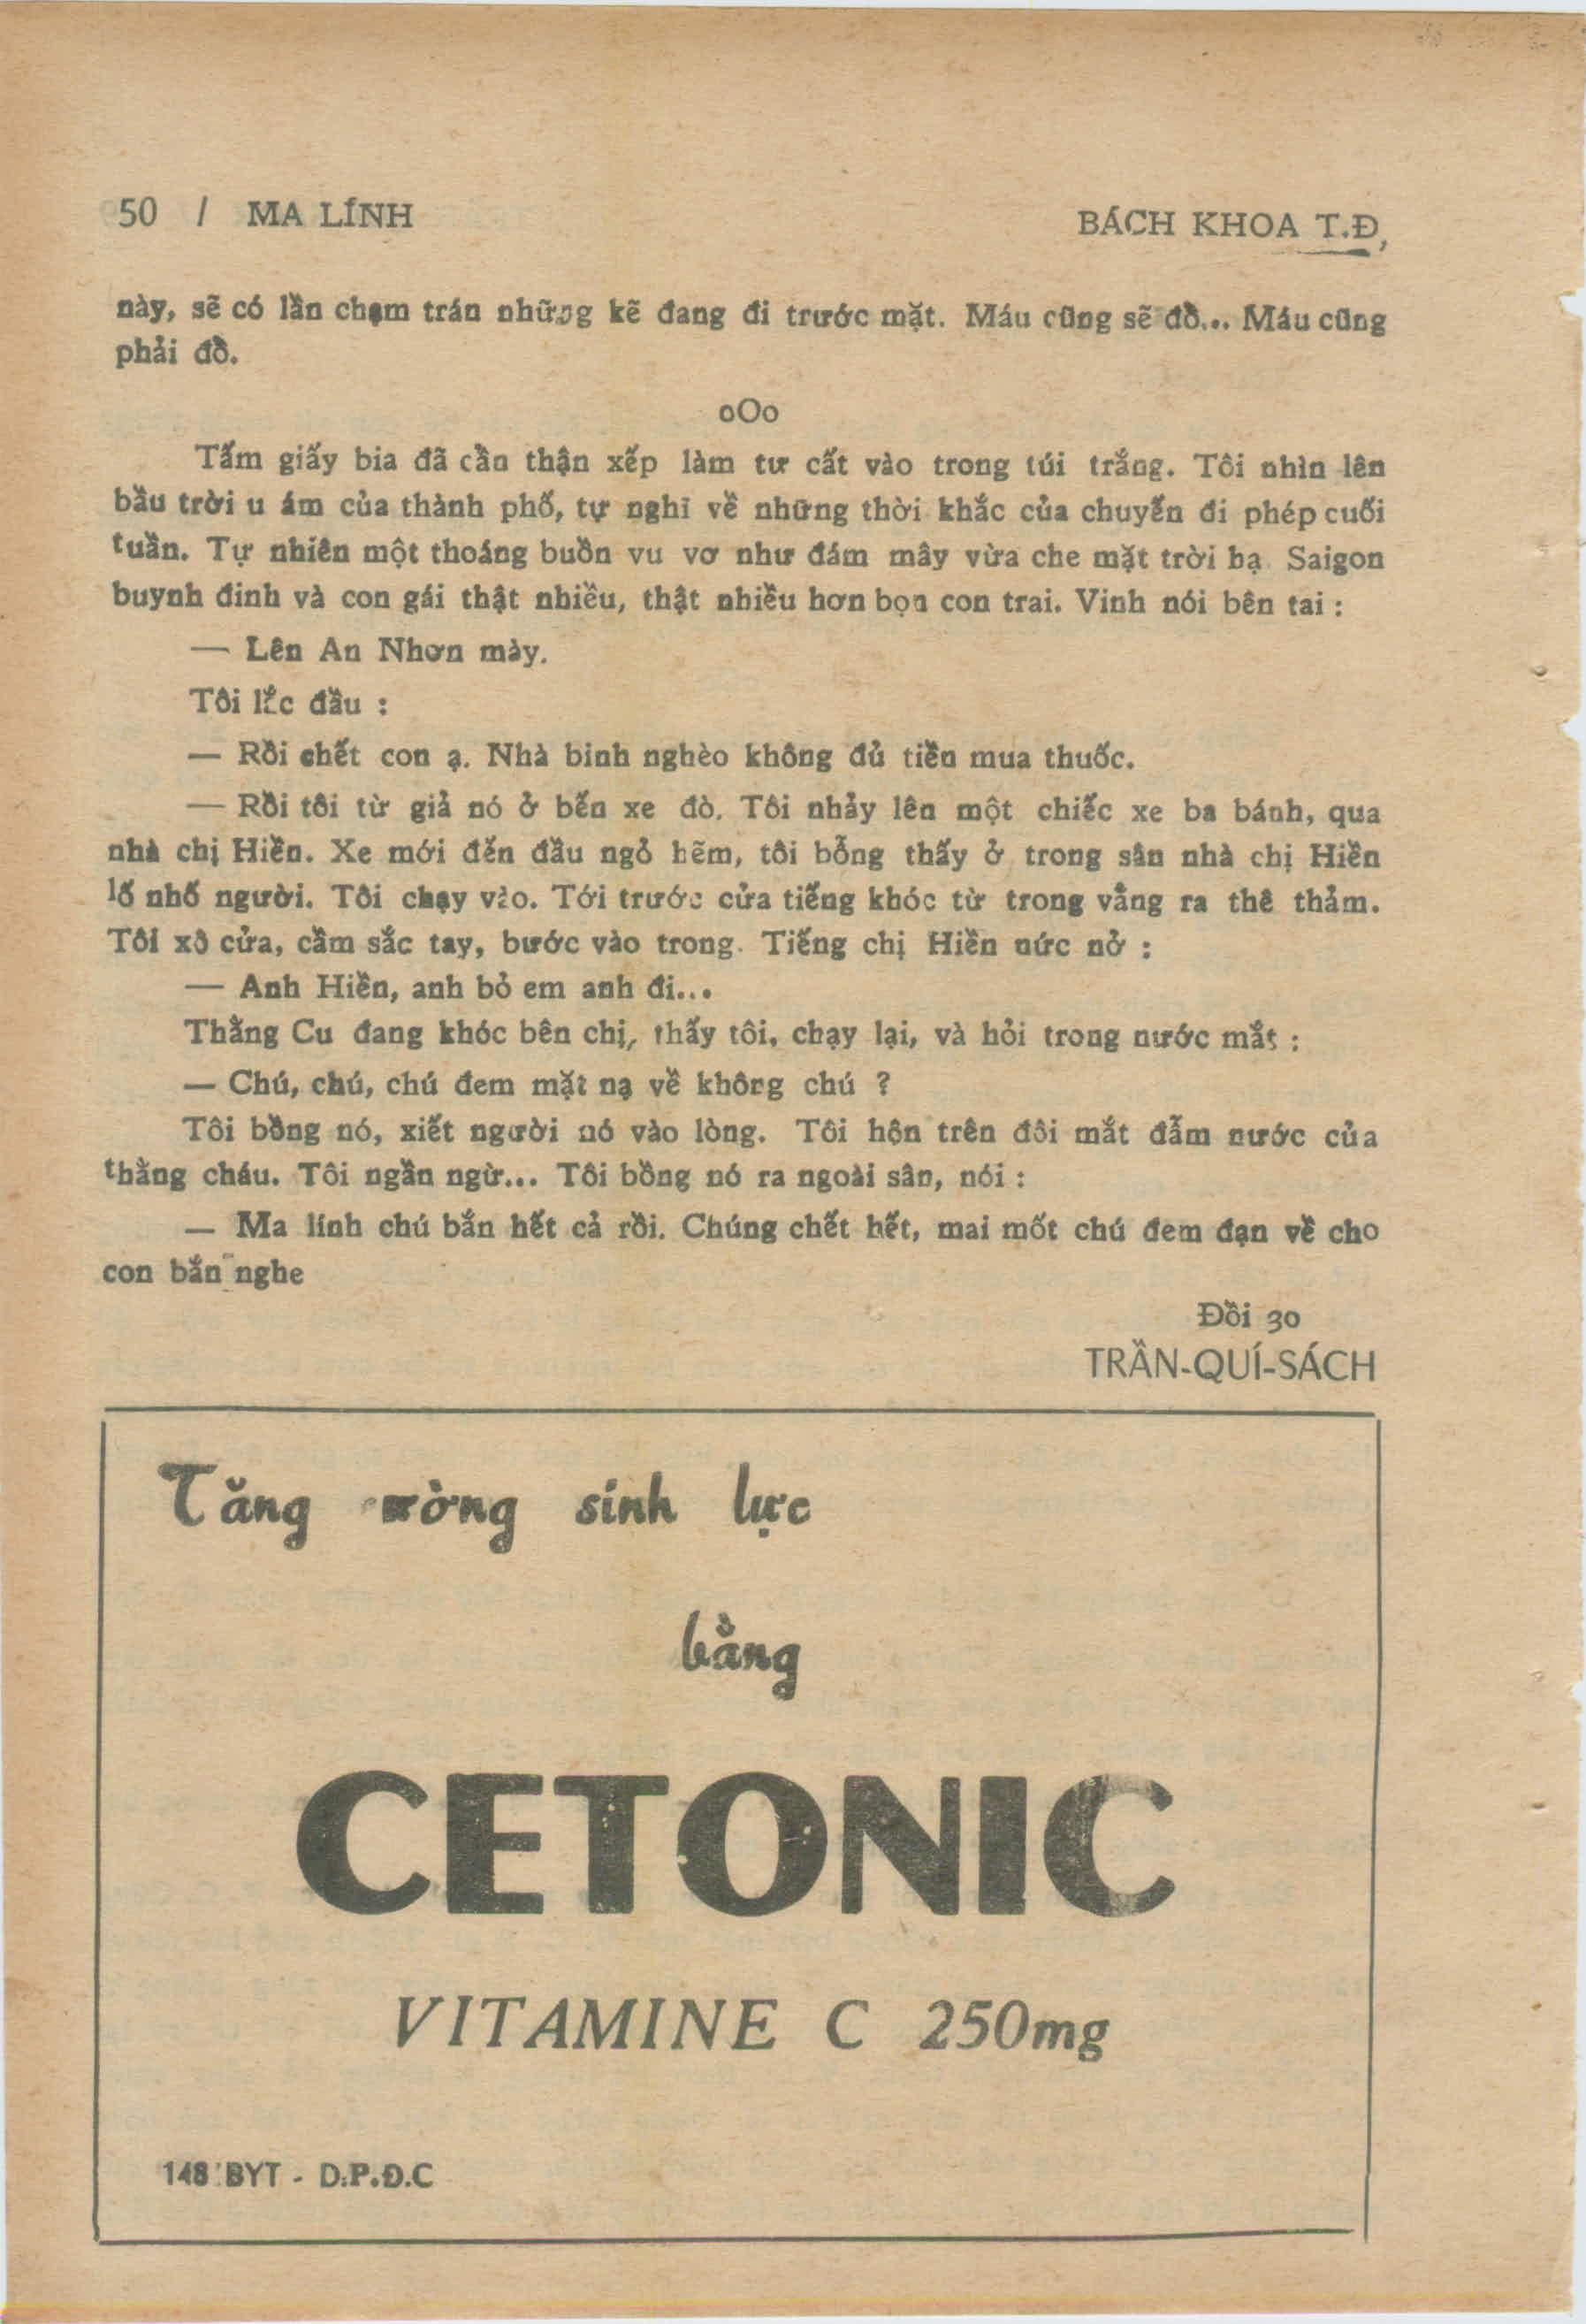 50 / MA LÍNH
BÁCH KHOA T.Đ,
này, sẽ có lần chạm trán những kẽ đang đi trước mặt. Máu cũng sẽ đổ... Máu cũng
phải đổ.
oOo
Tấm giấy bia đã cần thận xếp làm tư cất vào trong túi trắng. Tôi nhìn lên
bầu trời u ám của thành phố, tự nghĩ về những thời khắc của chuyến đi phép cuối
tuần. Tự nhiên một thoáng buồn vu vơ như đám mây vừa che mặt trời hạ. Saigon
buynh đinh và con gái thật nhiều, thật nhiều hơn bọn con trai. Vinh nói bên tai :
— Lên An Nhơn mày.
Tôi lắc đầu :
— Rồi chết con ạ. Nhà binh nghèo không đủ tiền mua thuốc.
— Rồi tôi từ giả nó ở bến xe đò. Tôi nhảy lên một chiếc xe ba bánh, qua
nhà chị Hiền. Xe mới đến đầu ngỏ hẽm, tôi bỗng thấy ở trong sân nhà chị Hiền
lố nhố người. Tôi chạy vào. Tới trước cửa tiếng khóc từ trong vẳng ra thê thảm.
Tôi xô cửa, cầm sắc tay, bước vào trong. Tiếng chị Hiền nức nở :
— Anh Hiền, anh bỏ em anh đi...
Thằng Cu đang khóc bên chị, thấy tôi, chạy lại, và hỏi trong nước mắt :
— Chú, chú, chú đem mặt nạ về không chú ?
Tôi bồng nó, xiết người nó vào lòng. Tôi hôn trên đôi mắt đẫm nước của
thằng cháu. Tôi ngần ngừ... Tôi bồng nó ra ngoài sân, nói :
— Ma lính chú bắn hết cả rồi. Chúng chết hết, mai mốt chú đem đạn về cho
con bắn nghe
Đồi 30
TRẦN-QUÍ-SÁCH
Tăng cường sinh lực
bằng
CETONIC
VITAMINE C 250mg
148 BYT - D.P.Đ.C